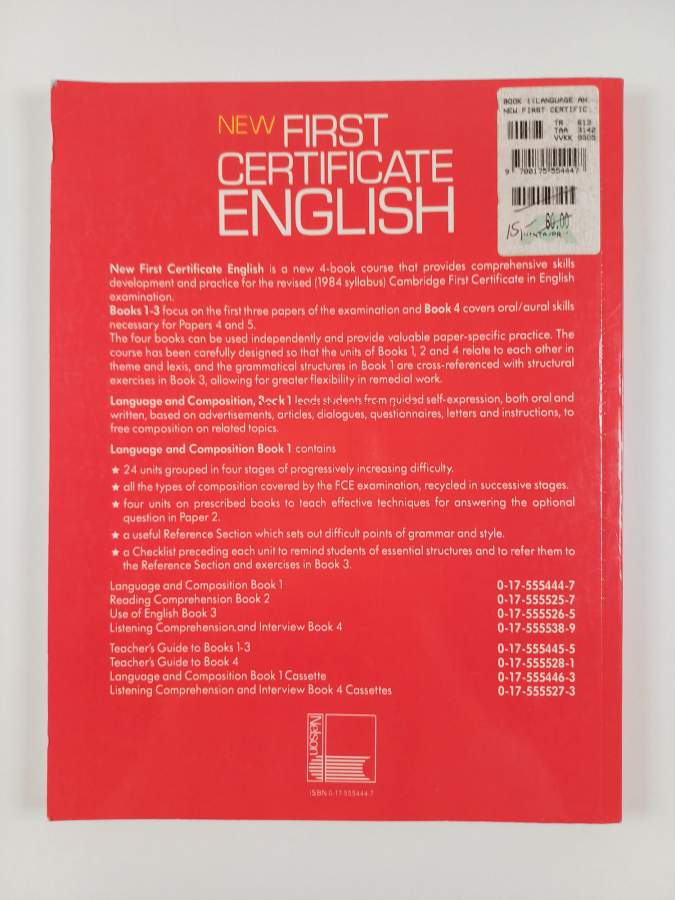 BOOK 1:LANGUAGE AN
NEW FIRST CERTIFIC
TR 613
TAA 3142
VVKK 9305
9 780175 554447
80.00
15,-
NEW FIRST
CERTIFICATE
ENGLISH
New First Certificate English is a new 4-book course that provides comprehensive skills
development and practice for the revised (1984 syllabus) Cambridge First Certificate in English
examination.
Books 1-3 focus on the first three papers of the examination and Book 4 covers oral/aural skills
necessary for Papers 4 and 5.
The four books can be used independently and provide valuable paper-specific practice. The
course has been carefully designed so that the units of Books 1, 2 and 4 relate to each other in
theme and lexis, and the grammatical structures in Book 1 are cross-referenced with structural
exercises in Book 3, allowing for greater flexibility in remedial work.
Language and Composition, Book 1 leads students from guided self-expression, both oral and
written, based on advertisements, articles, dialogues, questionnaires, letters and instructions, to
free composition on related topics.
Language and Composition Book 1 contains
★ 24 units grouped in four stages of progressively increasing difficulty.
★ all the types of composition covered by the FCE examination, recycled in successive stages.
★ four units on prescribed books to teach effective techniques for answering the optional
question in Paper 2.
★ a useful Reference Section which sets out difficult points of grammar and style.
★ a Checklist preceding each unit to remind students of essential structures and to refer them to
the Reference Section and exercises in Book 3.
Language and Composition Book 1 0-17-555444-7
Reading Comprehension Book 2 0-17-555525-7
Use of English Book 3 0-17-555526-5
Listening Comprehension and Interview Book 4 0-17-555538-9
Teacher's Guide to Books 1-3 0-17-555445-5
Teacher's Guide to Book 4 0-17-555528-1
Language and Composition Book 1 Cassette 0-17-555446-3
Listening Comprehension and Interview Book 4 Cassettes 0-17-555527-3
Nelson
ISBN 0-17-555444-7